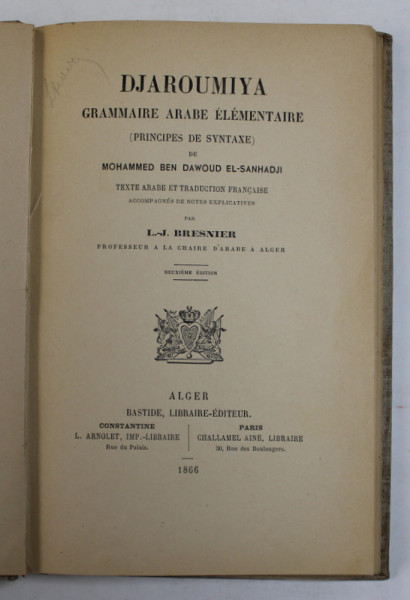 DJAROUMIYA
GRAMMAIRE ARABE ÉLÉMENTAIRE
(PRINCIPES DE SYNTAXE)
DE
MOHAMMED BEN DAWOUD EL-SANHADJI
TEXTE ARABE ET TRADUCTION FRANÇAISE
ACCOMPAGNÉS DE NOTES EXPLICATIVES
PAR
L.-J. BRESNIER
PROFESSEUR A LA CHAIRE D'ARABE A ALGER
DEUXIÈME ÉDITION
ALGER
BASTIDE, LIBRAIRE-ÉDITEUR.
CONSTANTINE
L. ARNOLET, IMP.-LIBRAIRE
Rue du Palais.
PARIS
CHALLAMEL AINÉ, LIBRAIRE
30, Rue des Boulangers.
1866